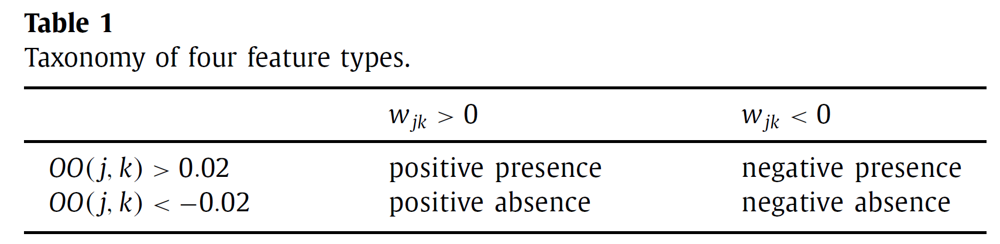 Table 1
Taxonomy of four feature types.
w_{jk} > 0 w_{jk} < 0
OO(j, k) > 0.02 positive presence negative presence
OO(j, k) < −0.02 positive absence negative absence